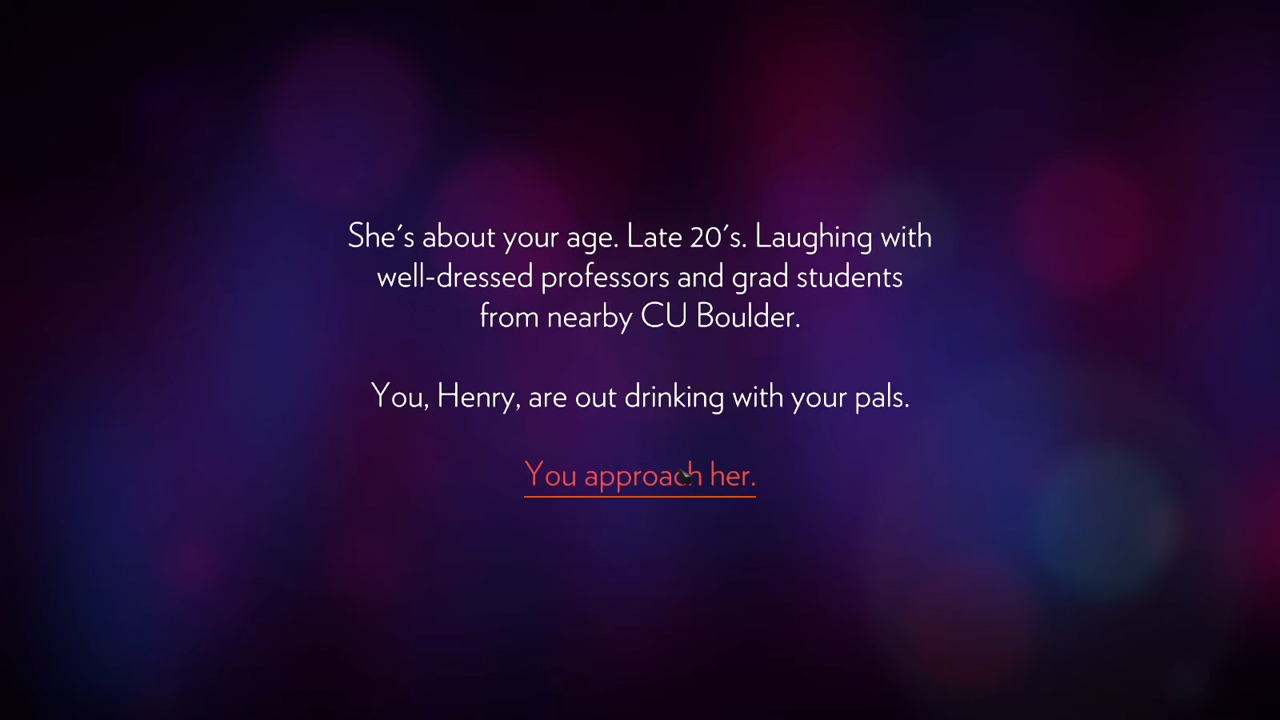 She's about your age. Late 20's. Laughing with
well-dressed professors and grad students
from nearby CU Boulder.
You, Henry, are out drinking with your pals.
You approach her.